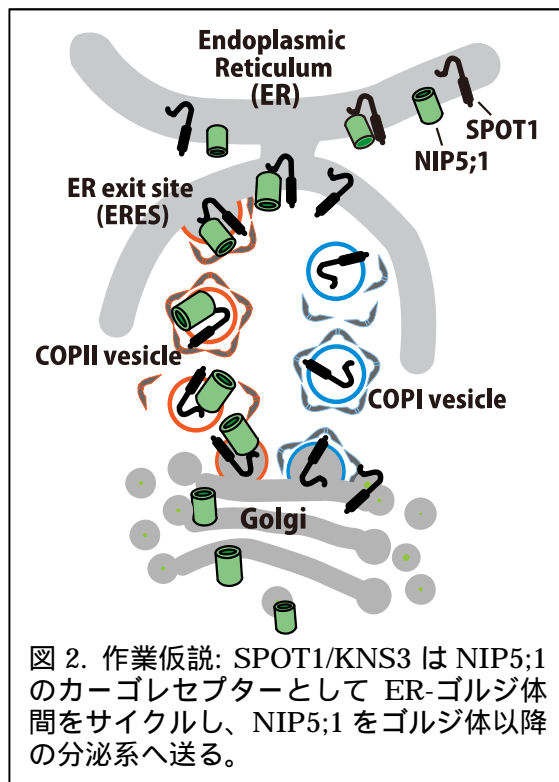 Endoplasmic
Reticulum
(ER)
SPOT1
NIP5;1
ER exit site
(ERES)
COPII vesicle
COPI vesicle
Golgi
図 2. 作業仮説: SPOT1/KNS3 は NIP5;1
のカーゴレセプターとして ER-ゴルジ体
間をサイクルし、NIP5;1 をゴルジ体以降
の分泌系へ送る。